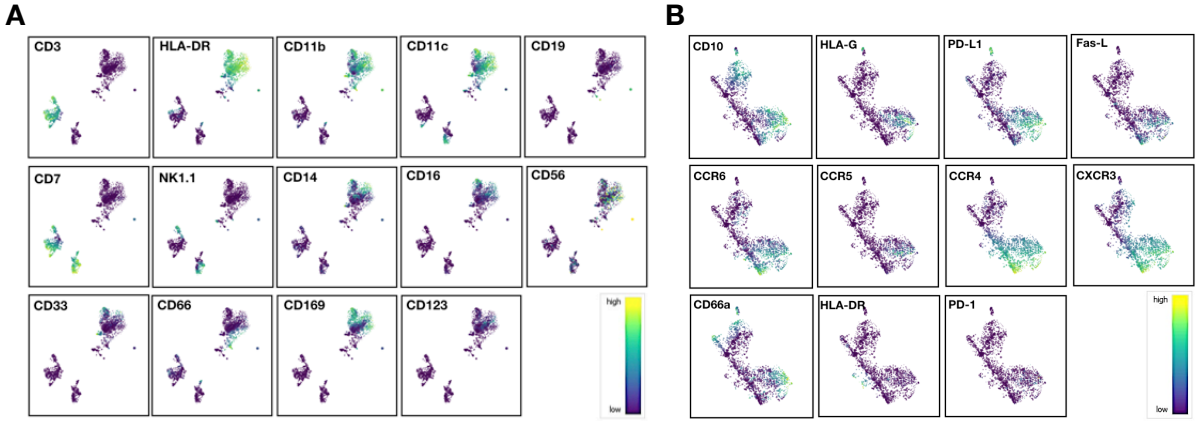 A
B
CD3
HLA-DR
CD11b
CD11c
CD19
CD7
NK1.1
CD14
CD16
CD56
CD33
CD66
CD169
CD123
high
low
CD10
HLA-G
PD-L1
Fas-L
CCR6
CCR5
CCR4
CXCR3
CD66a
HLA-DR
PD-1
high
low